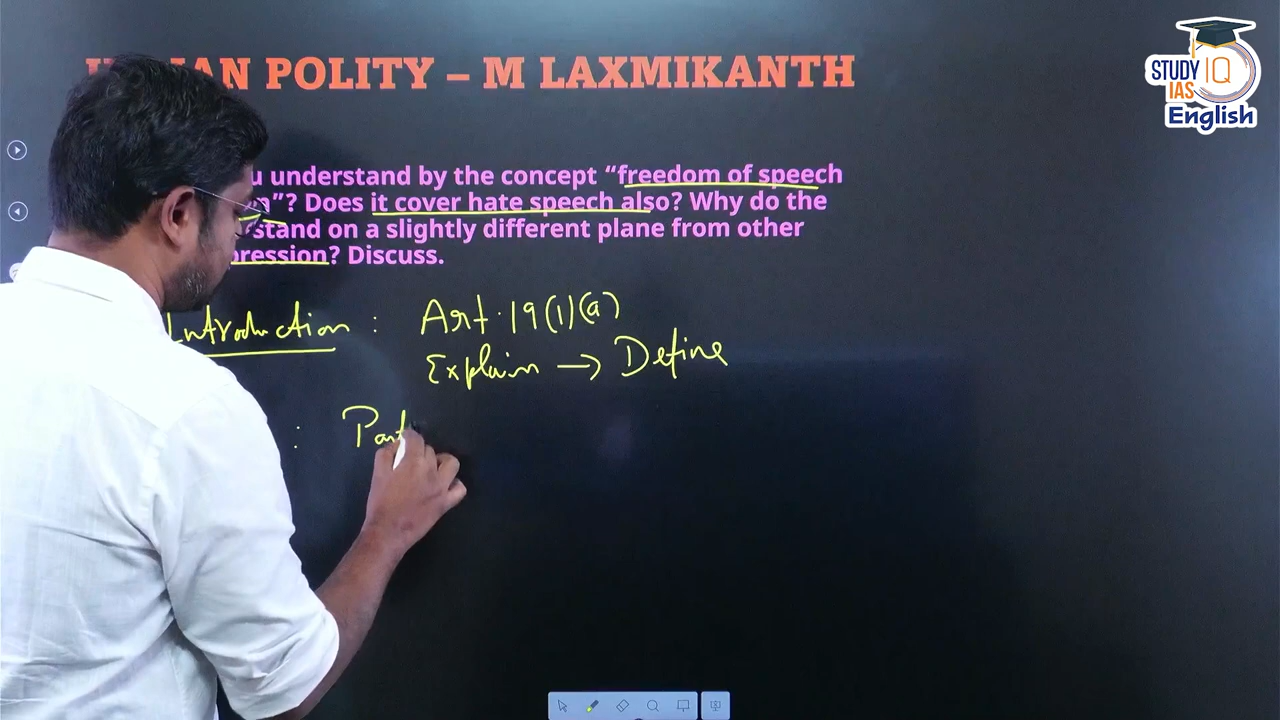 INDIAN POLITY – M LAXMIKANTH
STUDY IQ
IAS
English
u understand by the concept “freedom of speech
”? Does it cover hate speech also? Why do the
stand on a slightly different plane from other
pression? Discuss.
Introduction : Art. 19(1)(a)
Explain → Define
: Part